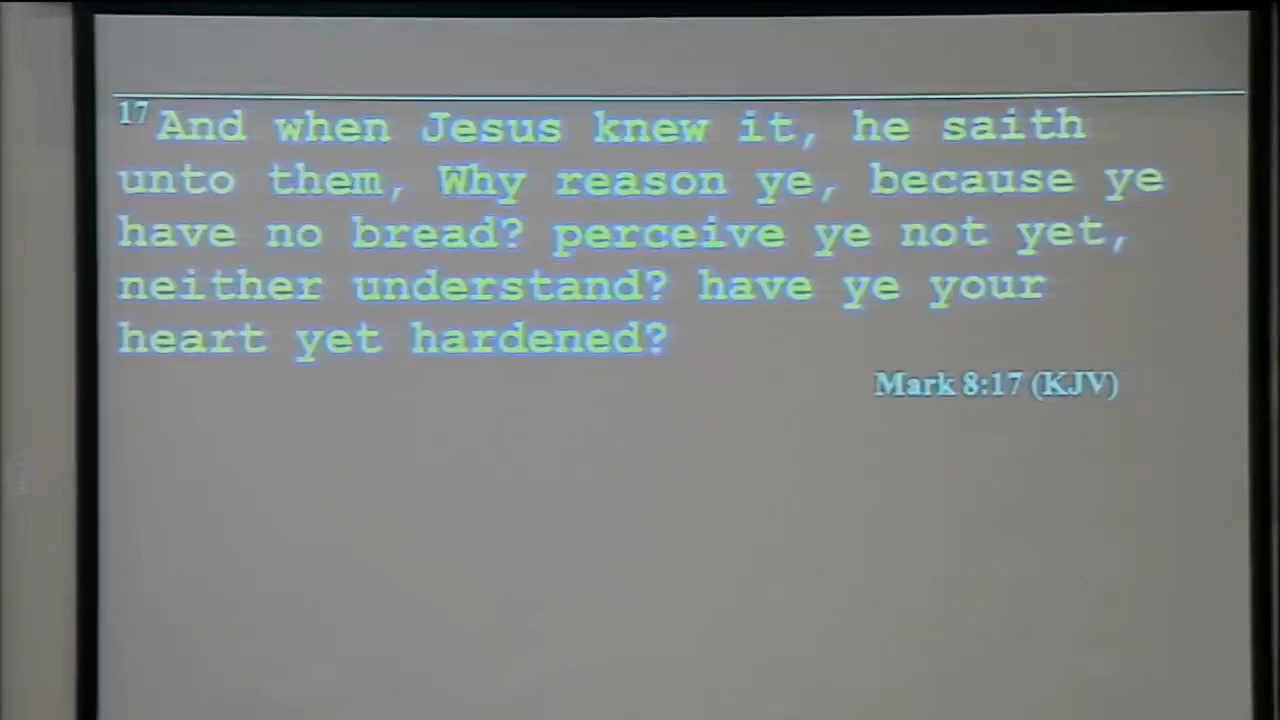 17 And when Jesus knew it, he saith
unto them, Why reason ye, because ye
have no bread? perceive ye not yet,
neither understand? have ye your
heart yet hardened?
Mark 8:17 (KJV)